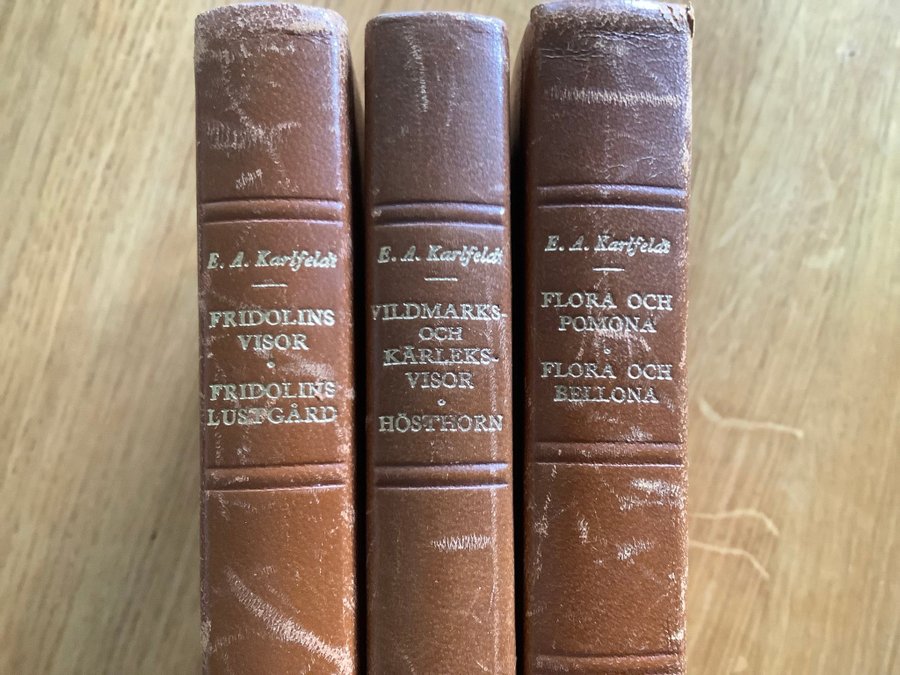 E. A. Karlfeldt
FRIDOLINS
VISOR
FRIDOLINS
LUSTGÅRD
E. A. Karlfeldt
VILDMARKS-
OCH
KÄRLEKS-
VISOR
HÖSTHORN
E. A. Karlfeldt
FLORA OCH
POMONA
FLORA OCH
BELLONA